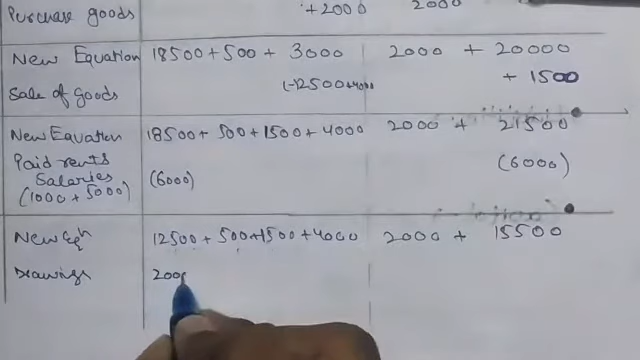 Purchase goods +2000 2000
New Equation 18500+500 + 3000 2000 + 20000
Sale of goods (-12500+4000 + 1500
New Equation 18500+ 500+1500+4000 2000 + 21500
Paid rents (6000)
Salaries (6000)
(1000 + 5000)
New Eqn 12500 + 500+1500+4000 2000 + 15500
Drawings 2000